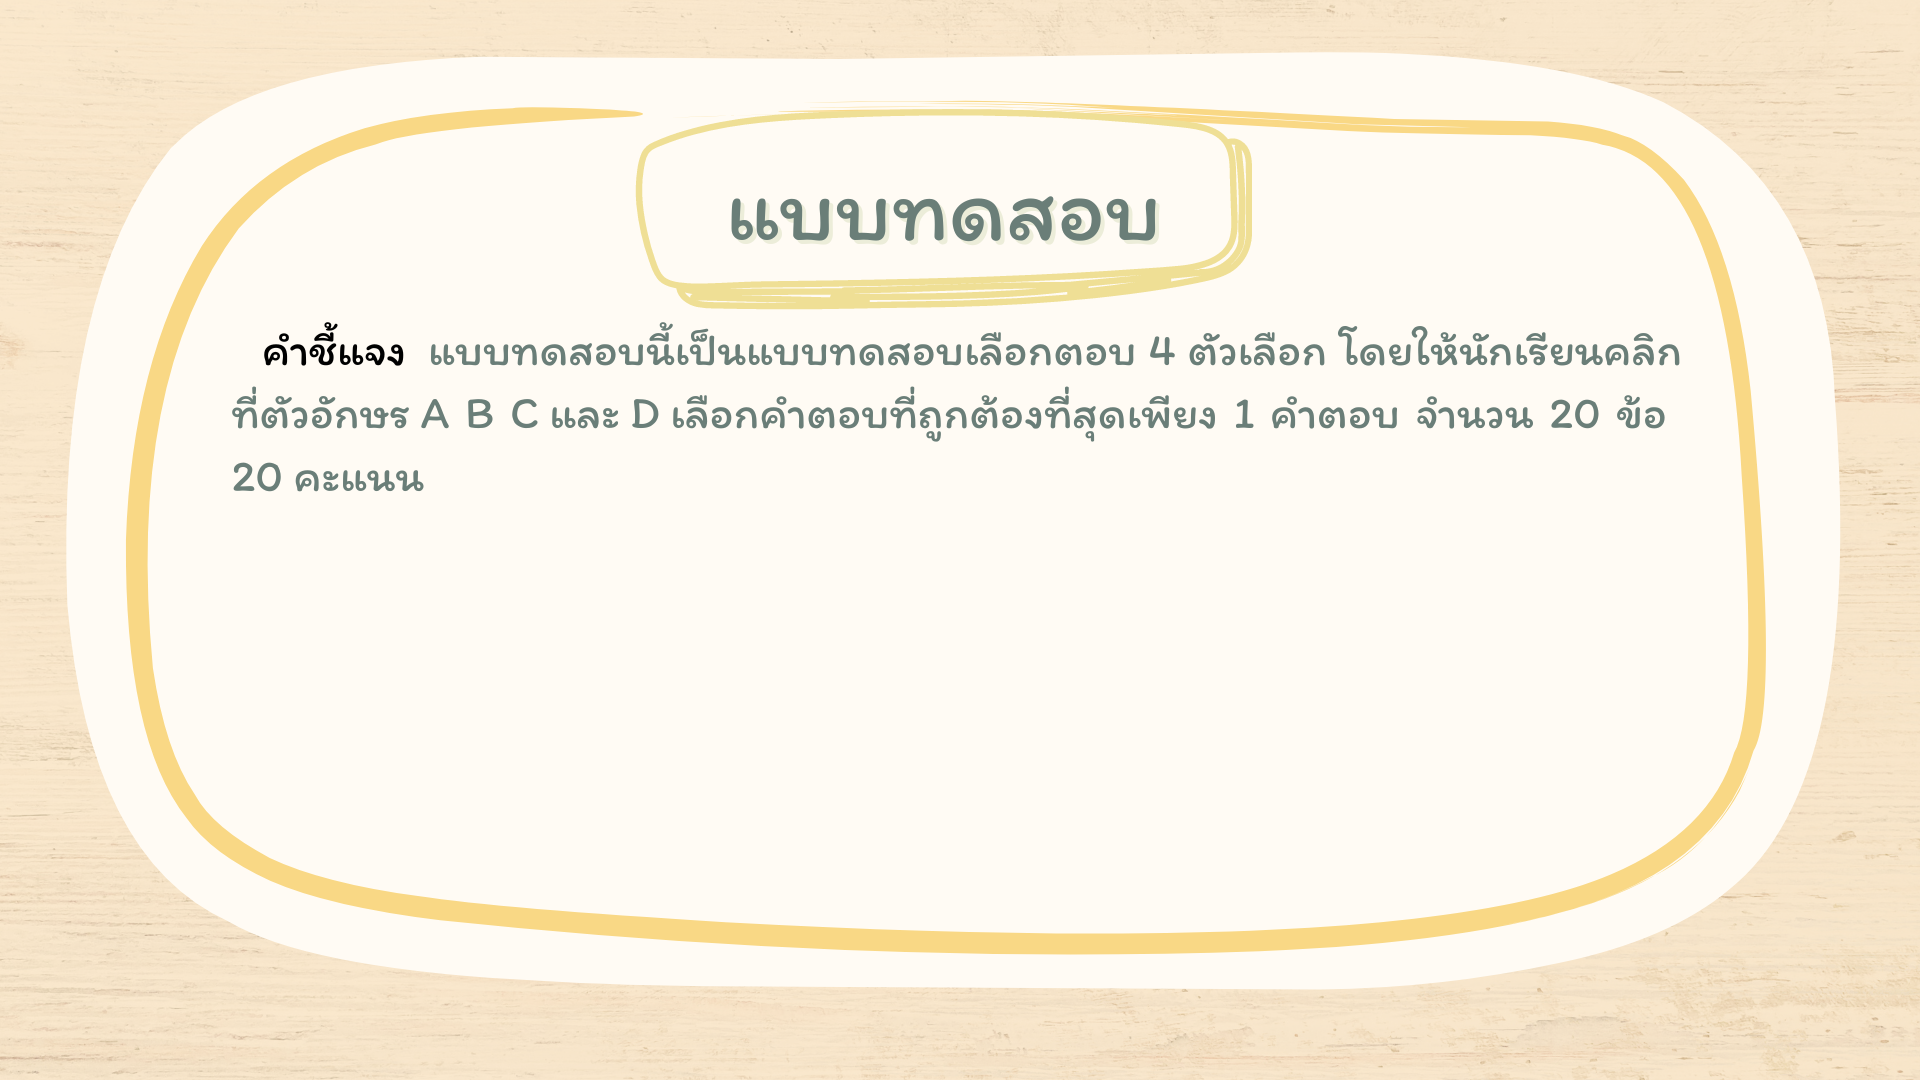 แบบทดสอบ
คำชี้แจง แบบทดสอบนี้เป็นแบบทดสอบเลือกตอบ 4 ตัวเลือก โดยให้นักเรียนคลิก
ที่ตัวอักษร A B C และ D เลือกคำตอบที่ถูกต้องที่สุดเพียง 1 คำตอบ จำนวน 20 ข้อ
20 คะแนน